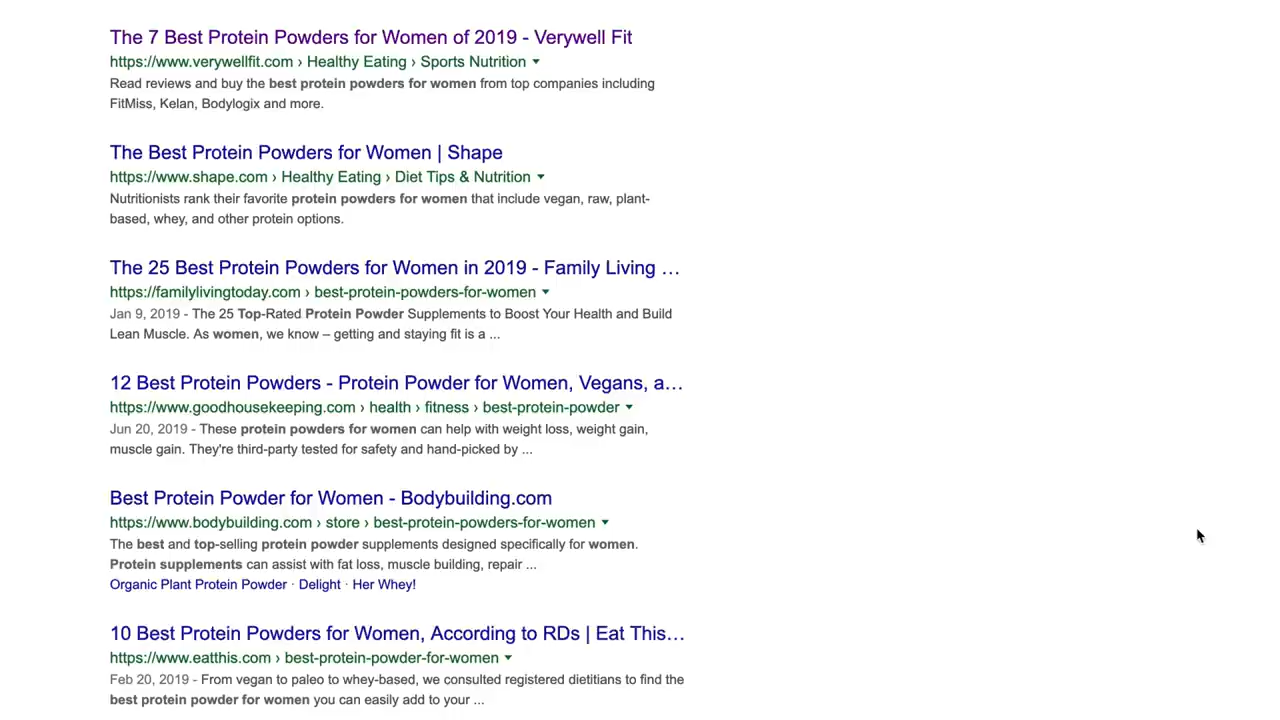 The 7 Best Protein Powders for Women of 2019 - Verywell Fit
https://www.verywellfit.com › Healthy Eating › Sports Nutrition ▼
Read reviews and buy the best protein powders for women from top companies including
FitMiss, Kelan, Bodylogix and more.
The Best Protein Powders for Women | Shape
https://www.shape.com › Healthy Eating › Diet Tips & Nutrition ▼
Nutritionists rank their favorite protein powders for women that include vegan, raw, plant-
based, whey, and other protein options.
The 25 Best Protein Powders for Women in 2019 - Family Living ...
https://familylivingtoday.com › best-protein-powders-for-women ▼
Jan 9, 2019 - The 25 Top-Rated Protein Powder Supplements to Boost Your Health and Build
Lean Muscle. As women, we know – getting and staying fit is a ...
12 Best Protein Powders - Protein Powder for Women, Vegans, a...
https://www.goodhousekeeping.com › health › fitness › best-protein-powder ▼
Jun 20, 2019 - These protein powders for women can help with weight loss, weight gain,
muscle gain. They're third-party tested for safety and hand-picked by ...
Best Protein Powder for Women - Bodybuilding.com
https://www.bodybuilding.com › store › best-protein-powders-for-women ▼
The best and top-selling protein powder supplements designed specifically for women.
Protein supplements can assist with fat loss, muscle building, repair ...
Organic Plant Protein Powder · Delight · Her Whey!
10 Best Protein Powders for Women, According to RDs | Eat This...
https://www.eatthis.com › best-protein-powder-for-women ▼
Feb 20, 2019 - From vegan to paleo to whey-based, we consulted registered dietitians to find the
best protein powder for women you can easily add to your ...